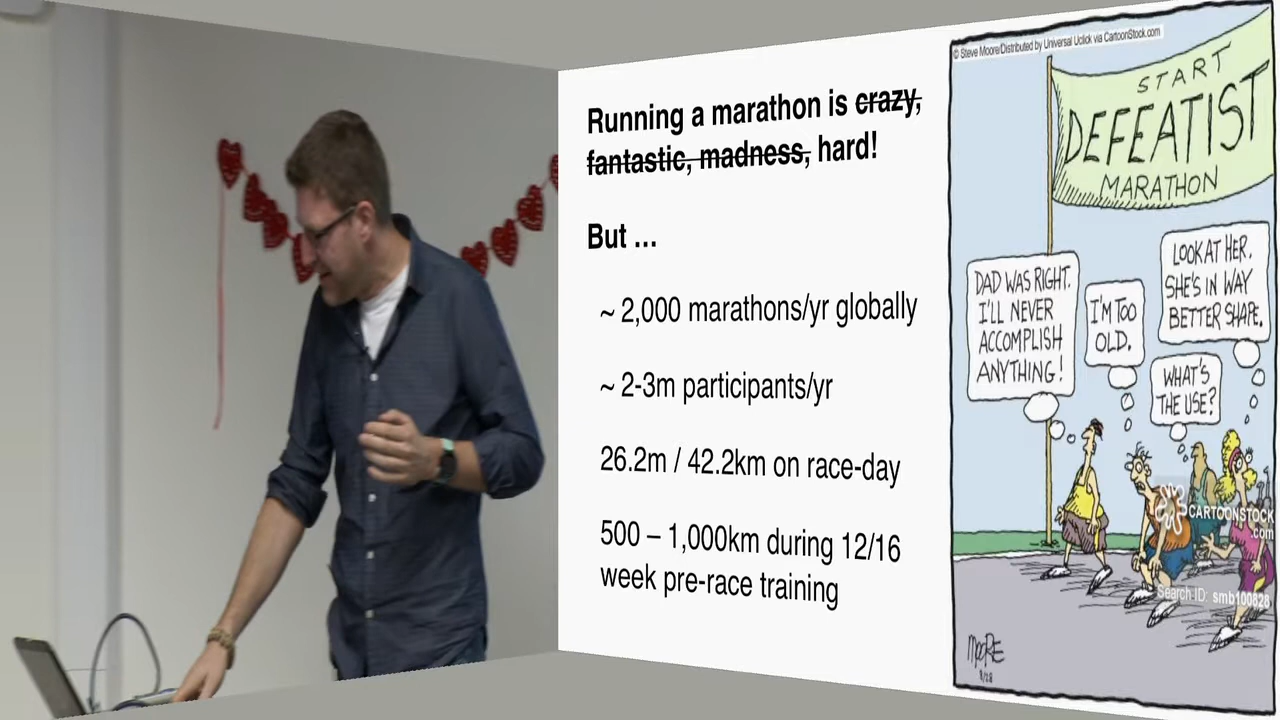 Running a marathon is crazy,
fantastic, madness, hard!
But ...
~ 2,000 marathons/yr globally
~ 2-3m participants/yr
26.2m / 42.2km on race-day
500 – 1,000km during 12/16
week pre-race training
© Steve Moore/Distributed by Universal Uclick via CartoonStock.com
START
DEFEATIST
MARATHON
DAD WAS RIGHT.
I'LL NEVER
ACCOMPLISH
ANYTHING!
I'M TOO
OLD.
LOOK AT HER.
SHE'S IN WAY
BETTER SHAPE.
WHAT'S
THE USE?
CARTOONSTOCK
.com
Search ID: smb100828
MOORE
9/28